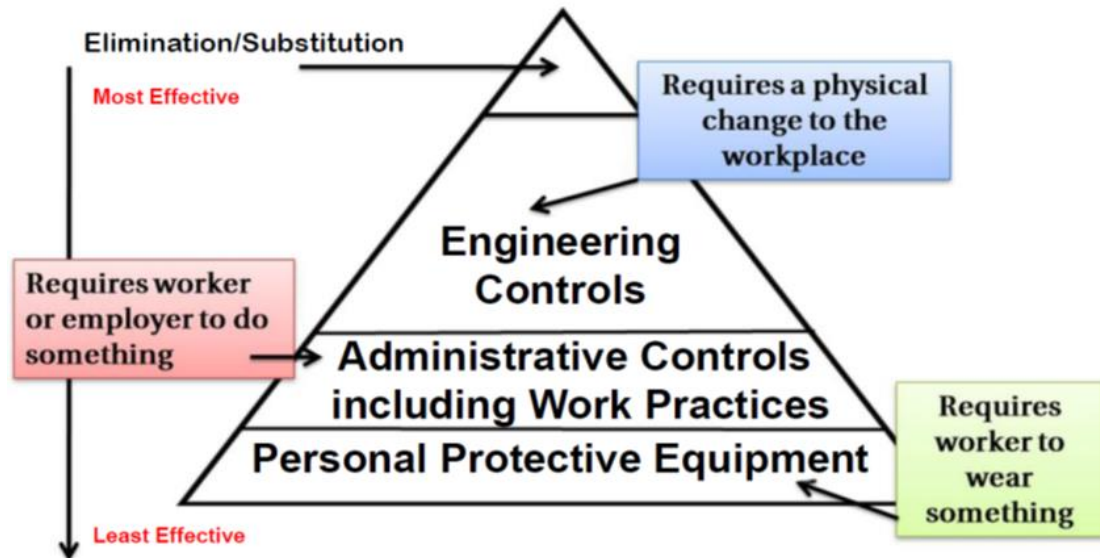 Elimination/Substitution
Most Effective
Requires a physical
change to the
workplace
Engineering
Controls
Requires worker
or employer to do
something
Administrative Controls
including Work Practices
Personal Protective Equipment
Requires
worker to
wear
something
Least Effective